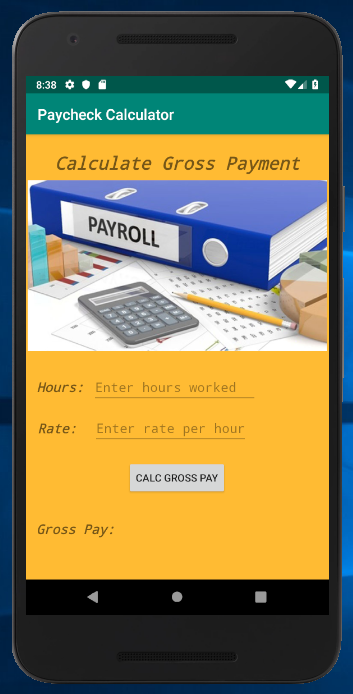 8:38
Paycheck Calculator
Calculate Gross Payment
PAYROLL
Hours: Enter hours worked
Rate: Enter rate per hour
CALC GROSS PAY
Gross Pay: